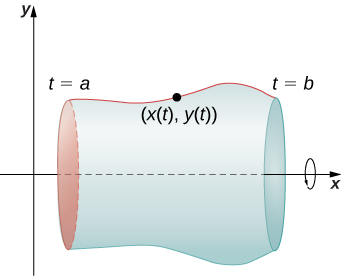 y
t = a
t = b
(x(t), y(t))
x